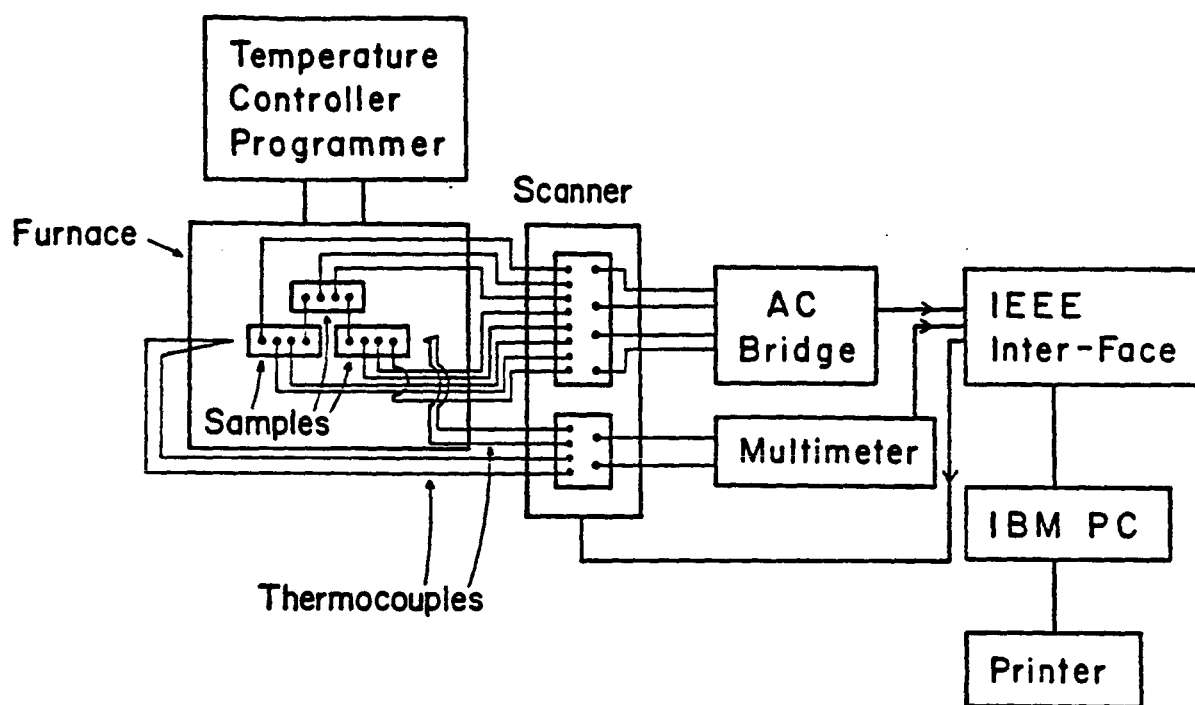 Temperature
Controller
Programmer
Scanner
Furnace
AC
Bridge
IEEE
Inter-Face
Samples
Multimeter
IBM PC
Thermocouples
Printer